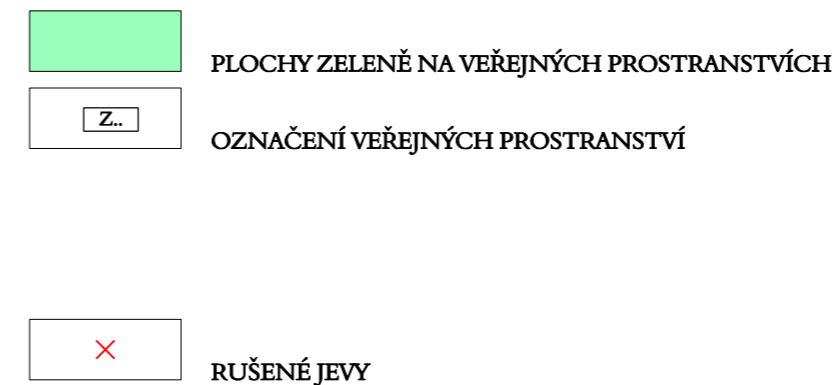 PLOCHY ZELENĚ NA VEŘEJNÝCH PROSTRANSTVÍCH
Z..
OZNAČENÍ VEŘEJNÝCH PROSTRANSTVÍ
RUŠENÉ JEVY